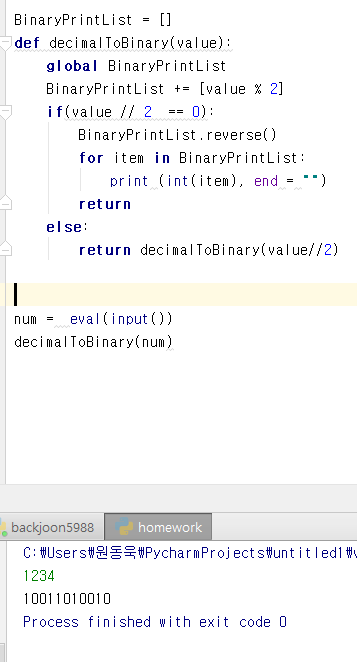 BinaryPrintList = []
def decimalToBinary(value):
    global BinaryPrintList
    BinaryPrintList += [value % 2]
    if(value // 2  == 0):
        BinaryPrintList.reverse()
        for item in BinaryPrintList:
            print (int(item), end = "")
        return
    else:
        return decimalToBinary(value//2)
num =  eval(input())
decimalToBinary(num)
backjoon5988 homework
C:₩Users₩원동욱₩PycharmProjects₩untitled1₩v
1234
10011010010
Process finished with exit code 0